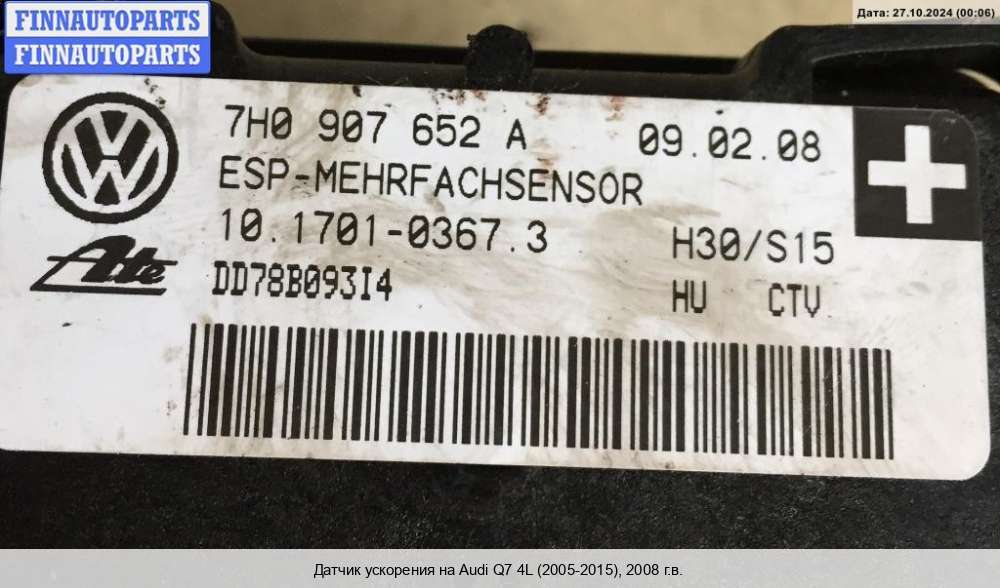 FINNAUTOPARTS
FINNAUTOPARTS
Дата: 27.10.2024 (00:06)
7H0 907 652 A 09.02.08
ESP-MEHRFACHSENSOR
10.1701-0367.3 H30/S15
Ate
DD78B093I4 HU CTV
Датчик ускорения на Audi Q7 4L (2005-2015), 2008 г.в.